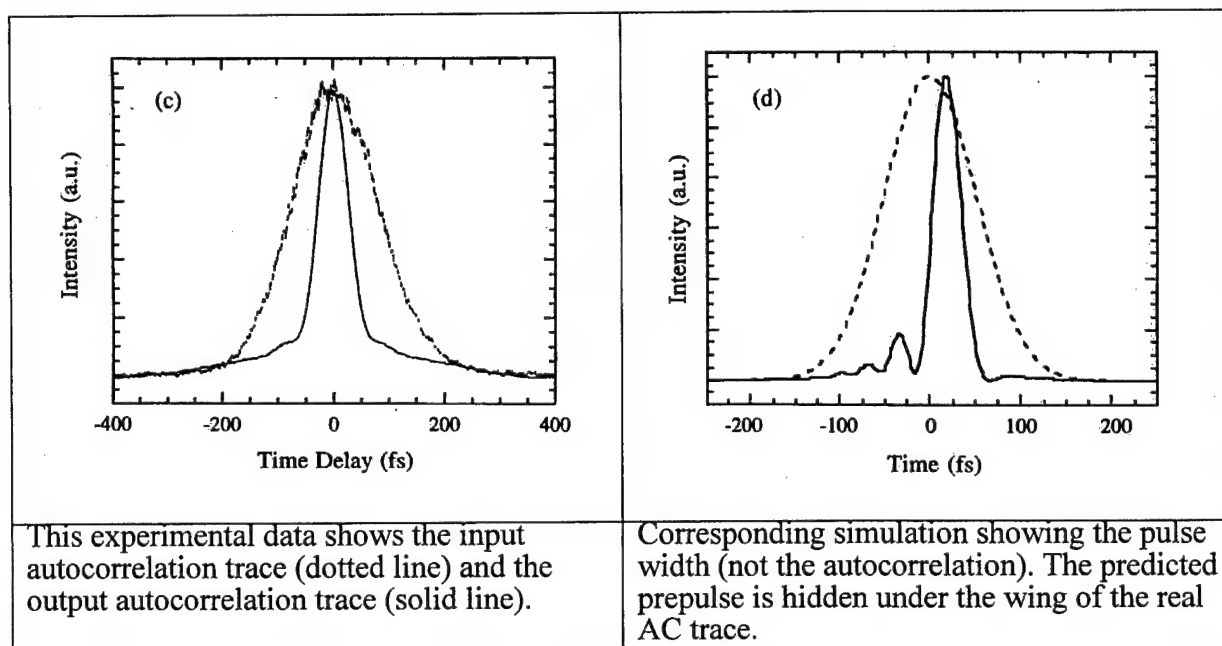 (c)
Intensity (a.u.)
-400
-200
0
200
400
Time Delay (fs)
(d)
Intensity (a.u.)
-200
-100
0
100
200
Time (fs)
This experimental data shows the input
autocorrelation trace (dotted line) and the
output autocorrelation trace (solid line).
Corresponding simulation showing the pulse
width (not the autocorrelation). The predicted
prepulse is hidden under the wing of the real
AC trace.